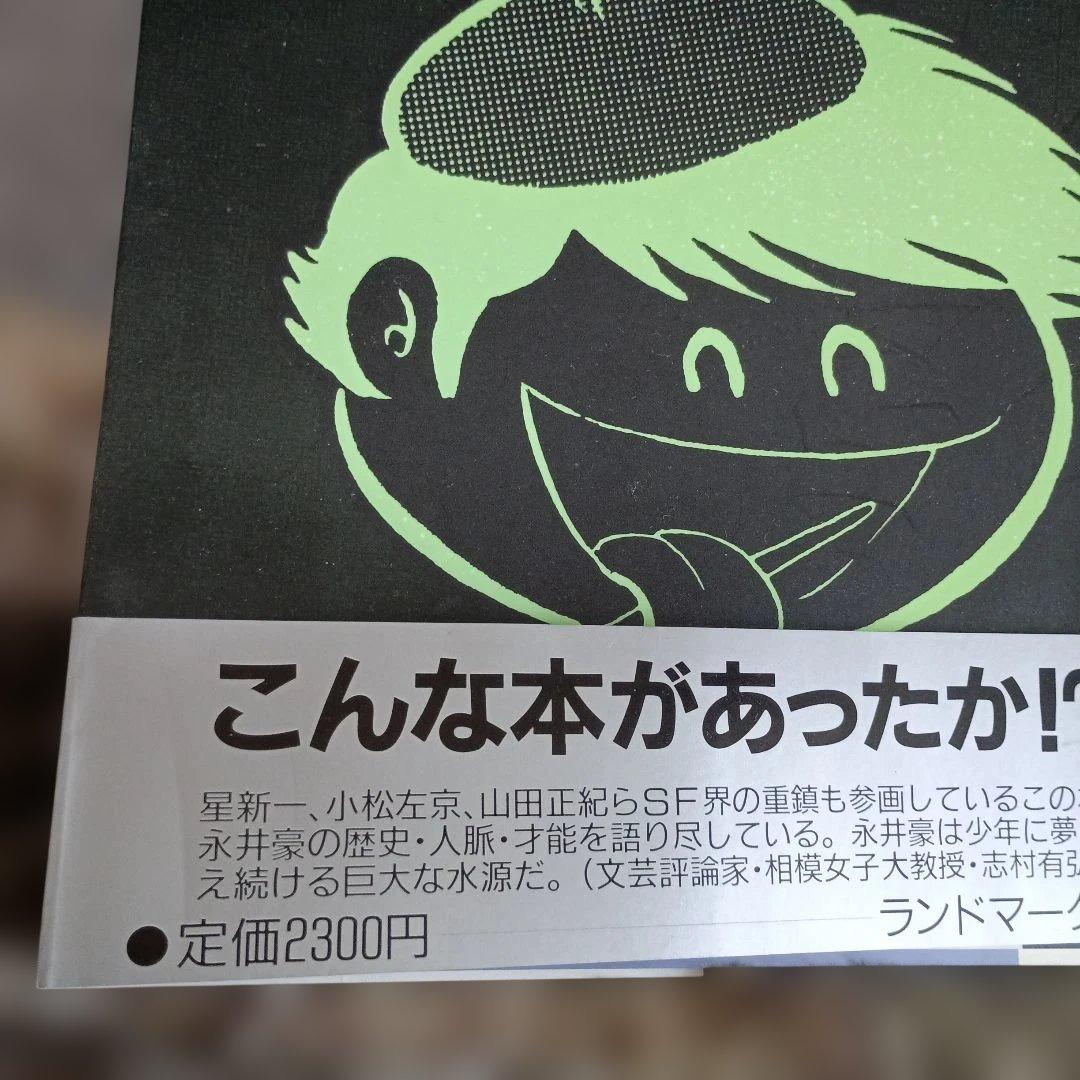 こんな本があったか!?
星新一、小松左京、山田正紀らSF界の重鎮も参画しているこの
永井豪の歴史・人脈・才能を語り尽している。永井豪は少年に夢
え続ける巨大な水源だ。(文芸評論家・相模女子大教授・志村有弘
ランドマーク
●定価2300円